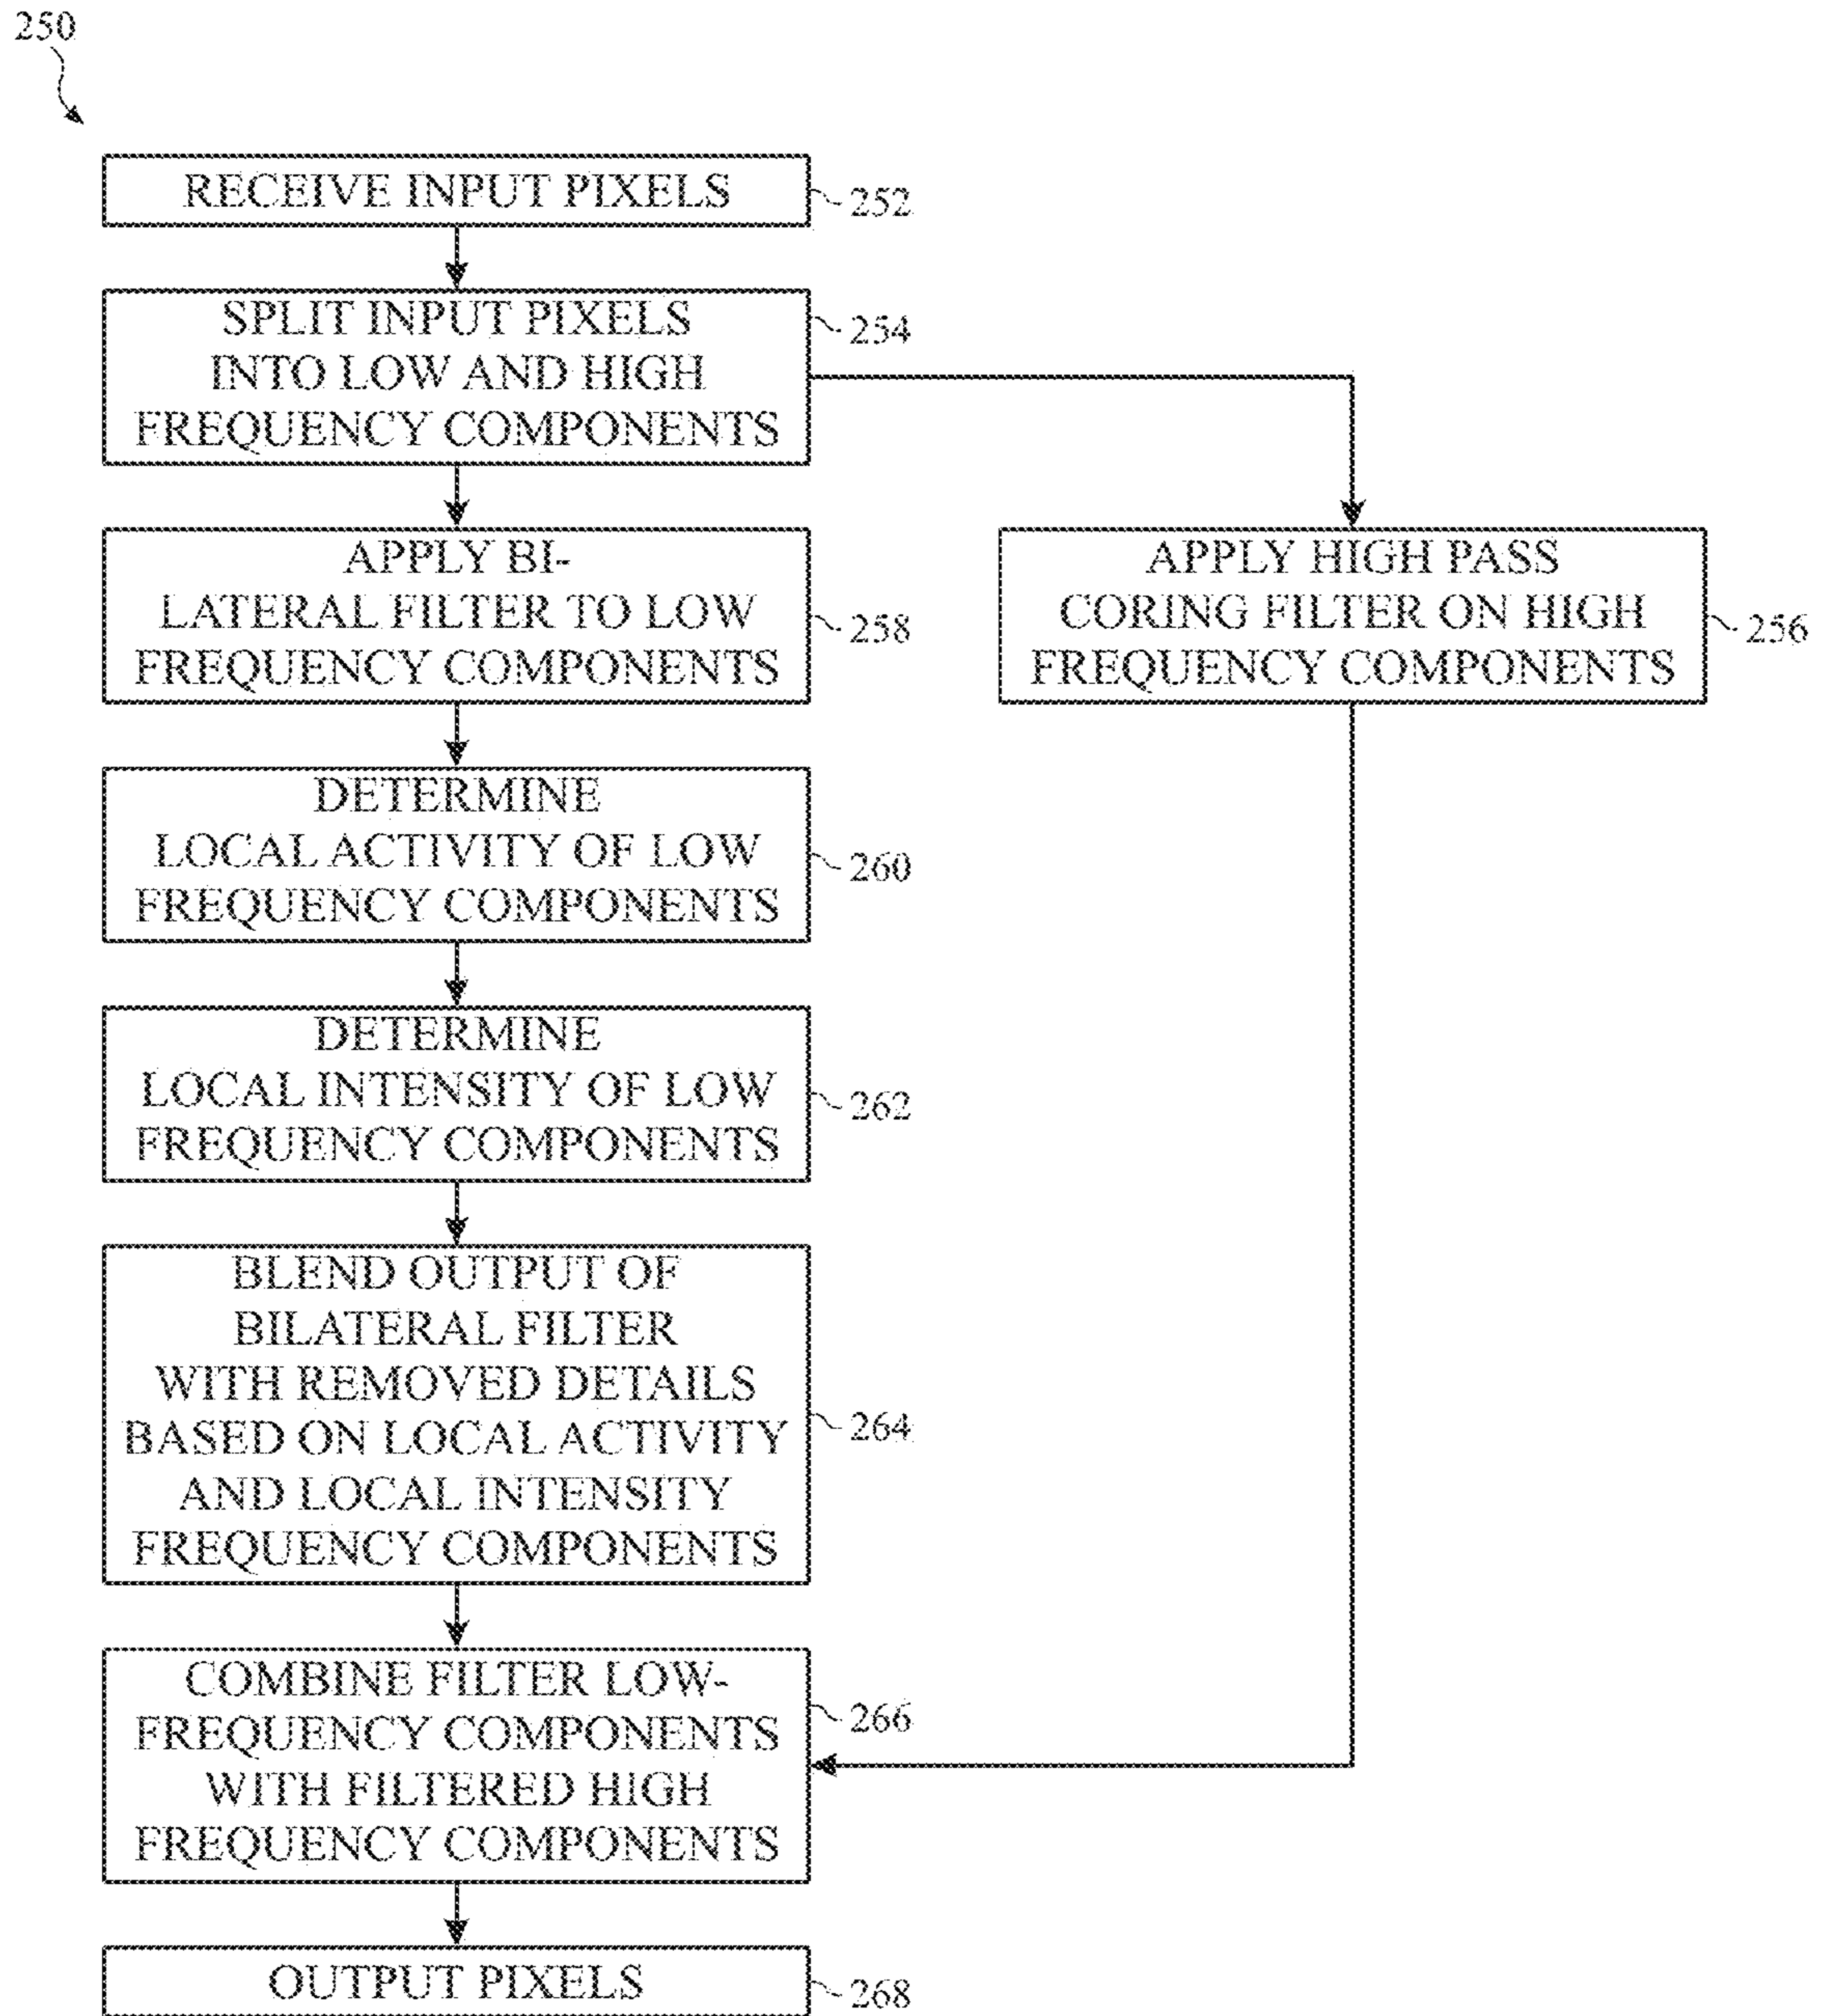 250
RECEIVE INPUT PIXELS
252
SPLIT INPUT PIXELS
INTO LOW AND HIGH
FREQUENCY COMPONENTS
254
APPLY BI-
LATERAL FILTER TO LOW
FREQUENCY COMPONENTS
258
APPLY HIGH PASS
CORING FILTER ON HIGH
FREQUENCY COMPONENTS
256
DETERMINE
LOCAL ACTIVITY OF LOW
FREQUENCY COMPONENTS
260
DETERMINE
LOCAL INTENSITY OF LOW
FREQUENCY COMPONENTS
262
BLEND OUTPUT OF
BILATERAL FILTER
WITH REMOVED DETAILS
BASED ON LOCAL ACTIVITY
AND LOCAL INTENSITY
FREQUENCY COMPONENTS
264
COMBINE FILTER LOW-
FREQUENCY COMPONENTS
WITH FILTERED HIGH
FREQUENCY COMPONENTS
266
OUTPUT PIXELS
268